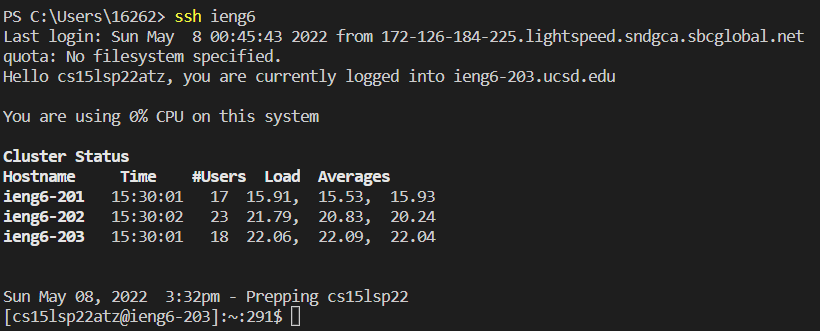 PS C:\Users\16262> ssh ieng6
Last login: Sun May  8 00:45:43 2022 from 172-126-184-225.lightspeed.sndgca.sbcglobal.net
quota: No filesystem specified.
Hello cs15lsp22atz, you are currently logged into ieng6-203.ucsd.edu
You are using 0% CPU on this system
Cluster Status
Hostname     Time    #Users  Load  Averages
ieng6-201   15:30:01   17  15.91,  15.53,  15.93
ieng6-202   15:30:02   23  21.79,  20.83,  20.24
ieng6-203   15:30:01   18  22.06,  22.09,  22.04
Sun May 08, 2022  3:32pm - Prepping cs15lsp22
[cs15lsp22atz@ieng6-203]:~:291$